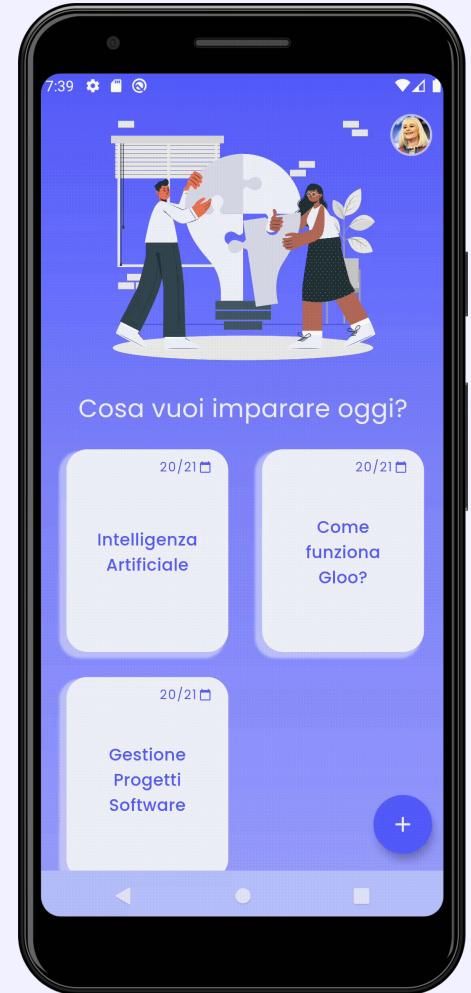 7:39
Cosa vuoi imparare oggi?
20/21
Intelligenza
Artificiale
20/21
Come
funziona
Gloo?
20/21
Gestione
Progetti
Software
+